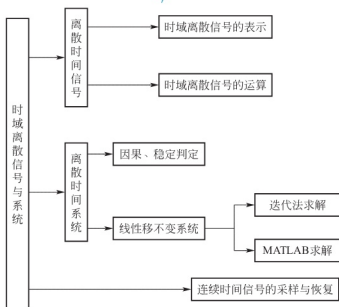 时域离散信号与系统
离散时间信号
时域离散信号的表示
时域离散信号的运算
离散时间系统
因果、稳定判定
线性移不变系统
迭代法求解
MATLAB求解
连续时间信号的采样与恢复